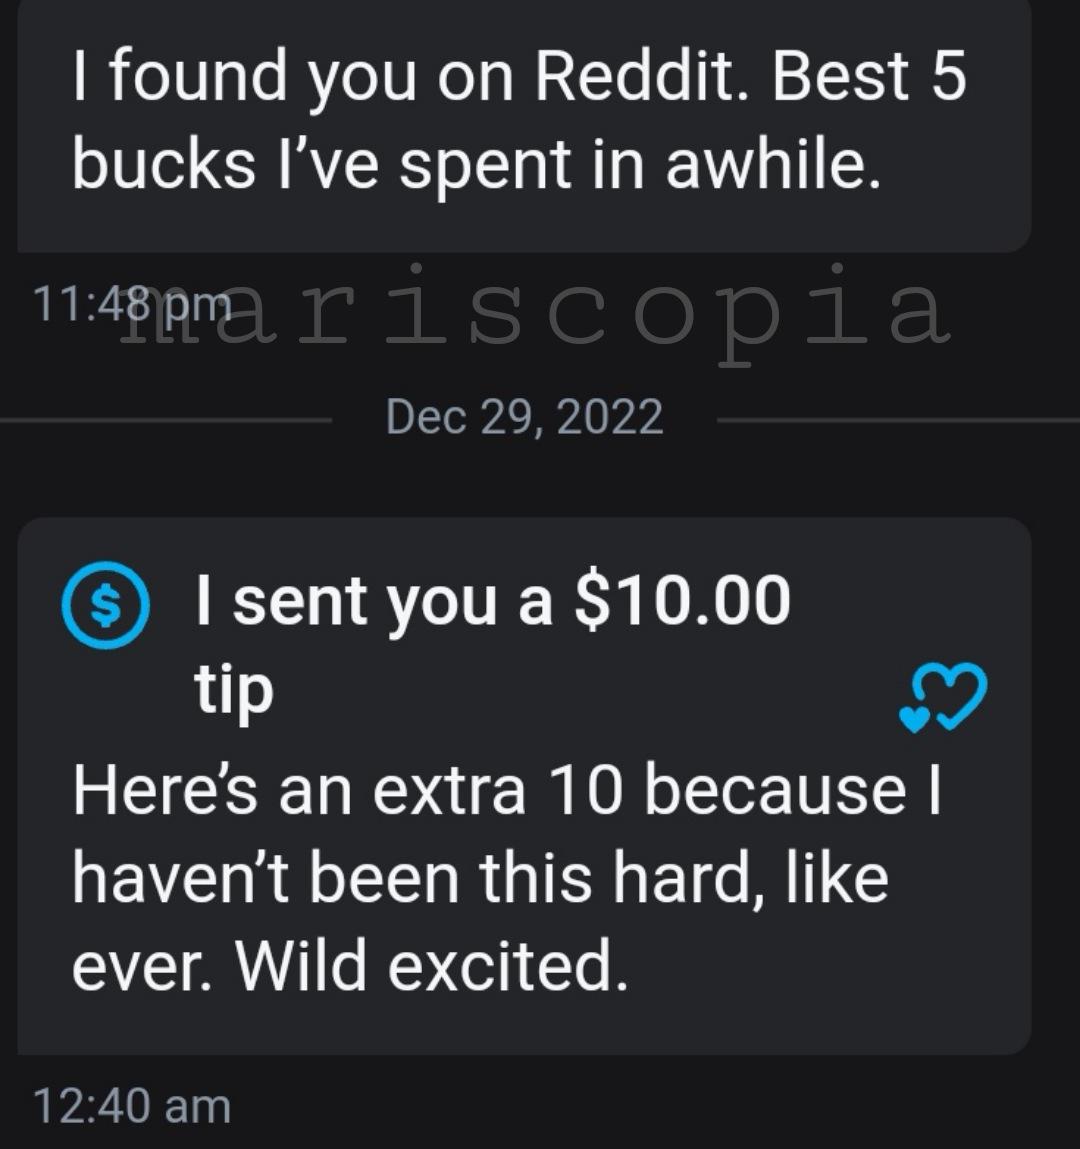 I found you on Reddit. Best 5
bucks I’ve spent in awhile.
11:48 pm
mariscopia
Dec 29, 2022
$ I sent you a $10.00
tip
Here’s an extra 10 because I
haven’t been this hard, like
ever. Wild excited.
12:40 am